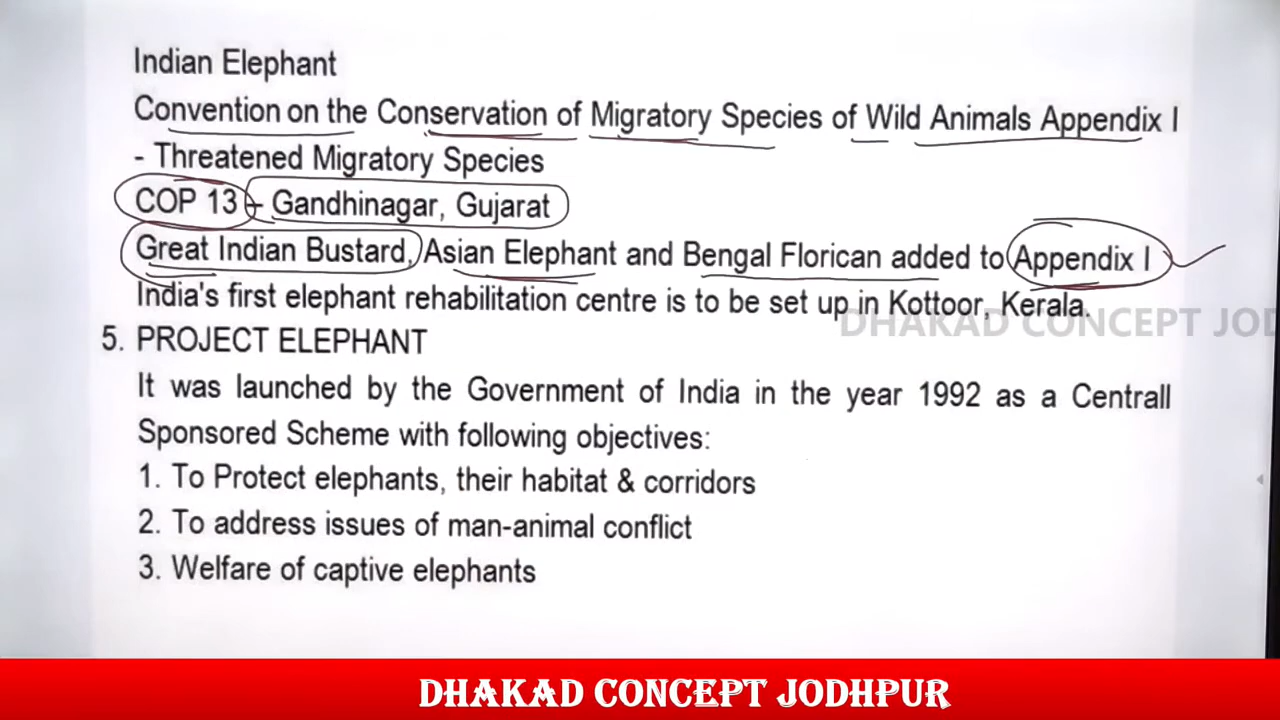 Indian Elephant
Convention on the Conservation of Migratory Species of Wild Animals Appendix I
- Threatened Migratory Species
COP 13 - Gandhinagar, Gujarat
Great Indian Bustard, Asian Elephant and Bengal Florican added to Appendix I
India's first elephant rehabilitation centre is to be set up in Kottoor, Kerala.
DHAKAD CONCEPT JOD
5. PROJECT ELEPHANT
It was launched by the Government of India in the year 1992 as a Centrall
Sponsored Scheme with following objectives:
1. To Protect elephants, their habitat & corridors
2. To address issues of man-animal conflict
3. Welfare of captive elephants
DHAKAD CONCEPT JODHPUR